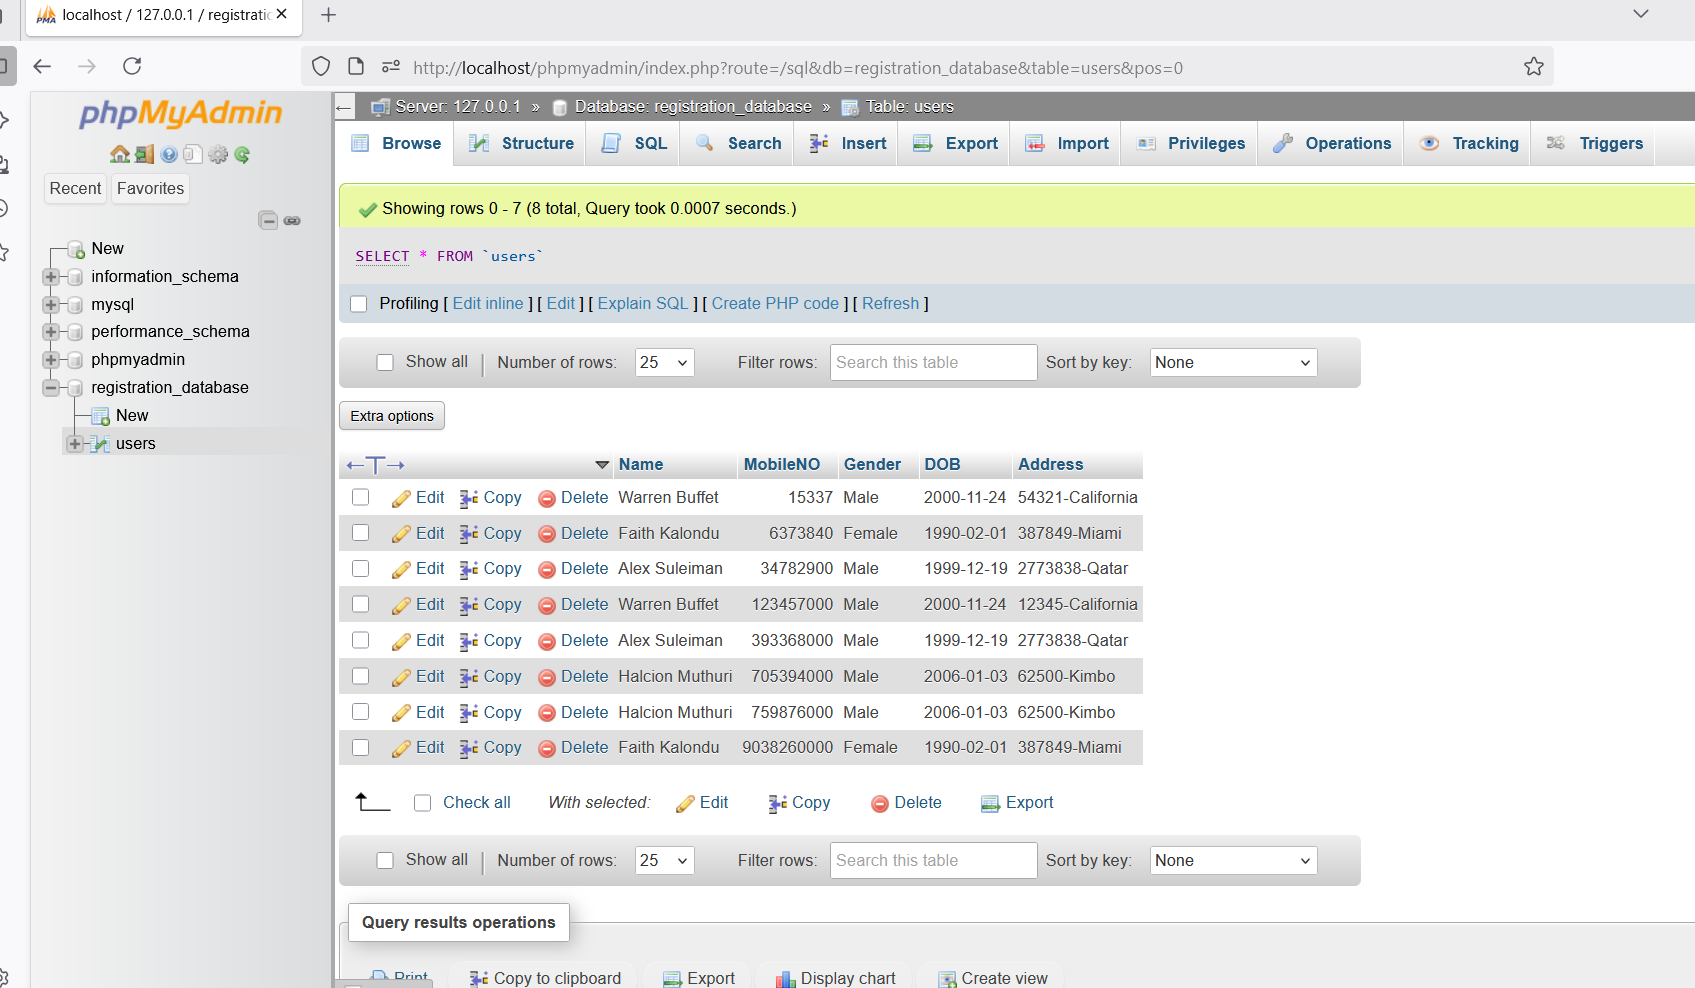 localhost / 127.0.0.1 / registratio
http://localhost/phpmyadmin/index.php?route=/sql&db=registration_database&table=users&pos=0
phpMyAdmin
Recent Favorites
New
information_schema
mysql
performance_schema
phpmyadmin
registration_database
New
users
Server: 127.0.0.1 » Database: registration_database » Table: users
Browse Structure SQL Search Insert Export Import Privileges Operations Tracking Triggers
Showing rows 0 - 7 (8 total, Query took 0.0007 seconds.)
SELECT * FROM `users`
Profiling [ Edit inline ] [ Edit ] [ Explain SQL ] [ Create PHP code ] [ Refresh ]
Show all | Number of rows: 25 Filter rows: Search this table Sort by key: None
Extra options
←T→ Name MobileNO Gender DOB Address
Edit Copy Delete Warren Buffet 15337 Male 2000-11-24 54321-California
Edit Copy Delete Faith Kalondu 6373840 Female 1990-02-01 387849-Miami
Edit Copy Delete Alex Suleiman 34782900 Male 1999-12-19 2773838-Qatar
Edit Copy Delete Warren Buffet 123457000 Male 2000-11-24 12345-California
Edit Copy Delete Alex Suleiman 393368000 Male 1999-12-19 2773838-Qatar
Edit Copy Delete Halcion Muthuri 705394000 Male 2006-01-03 62500-Kimbo
Edit Copy Delete Halcion Muthuri 759876000 Male 2006-01-03 62500-Kimbo
Edit Copy Delete Faith Kalondu 9038260000 Female 1990-02-01 387849-Miami
Check all With selected: Edit Copy Delete Export
Show all | Number of rows: 25 Filter rows: Search this table Sort by key: None
Query results operations
Print Copy to clipboard Export Display chart Create view